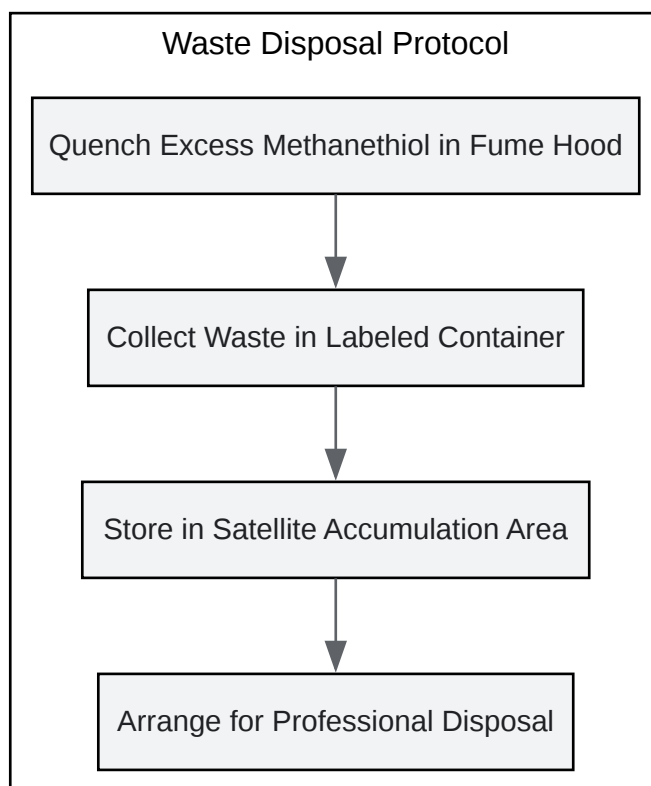 Waste Disposal Protocol
Quench Excess Methanethiol in Fume Hood
Collect Waste in Labeled Container
Store in Satellite Accumulation Area
Arrange for Professional Disposal